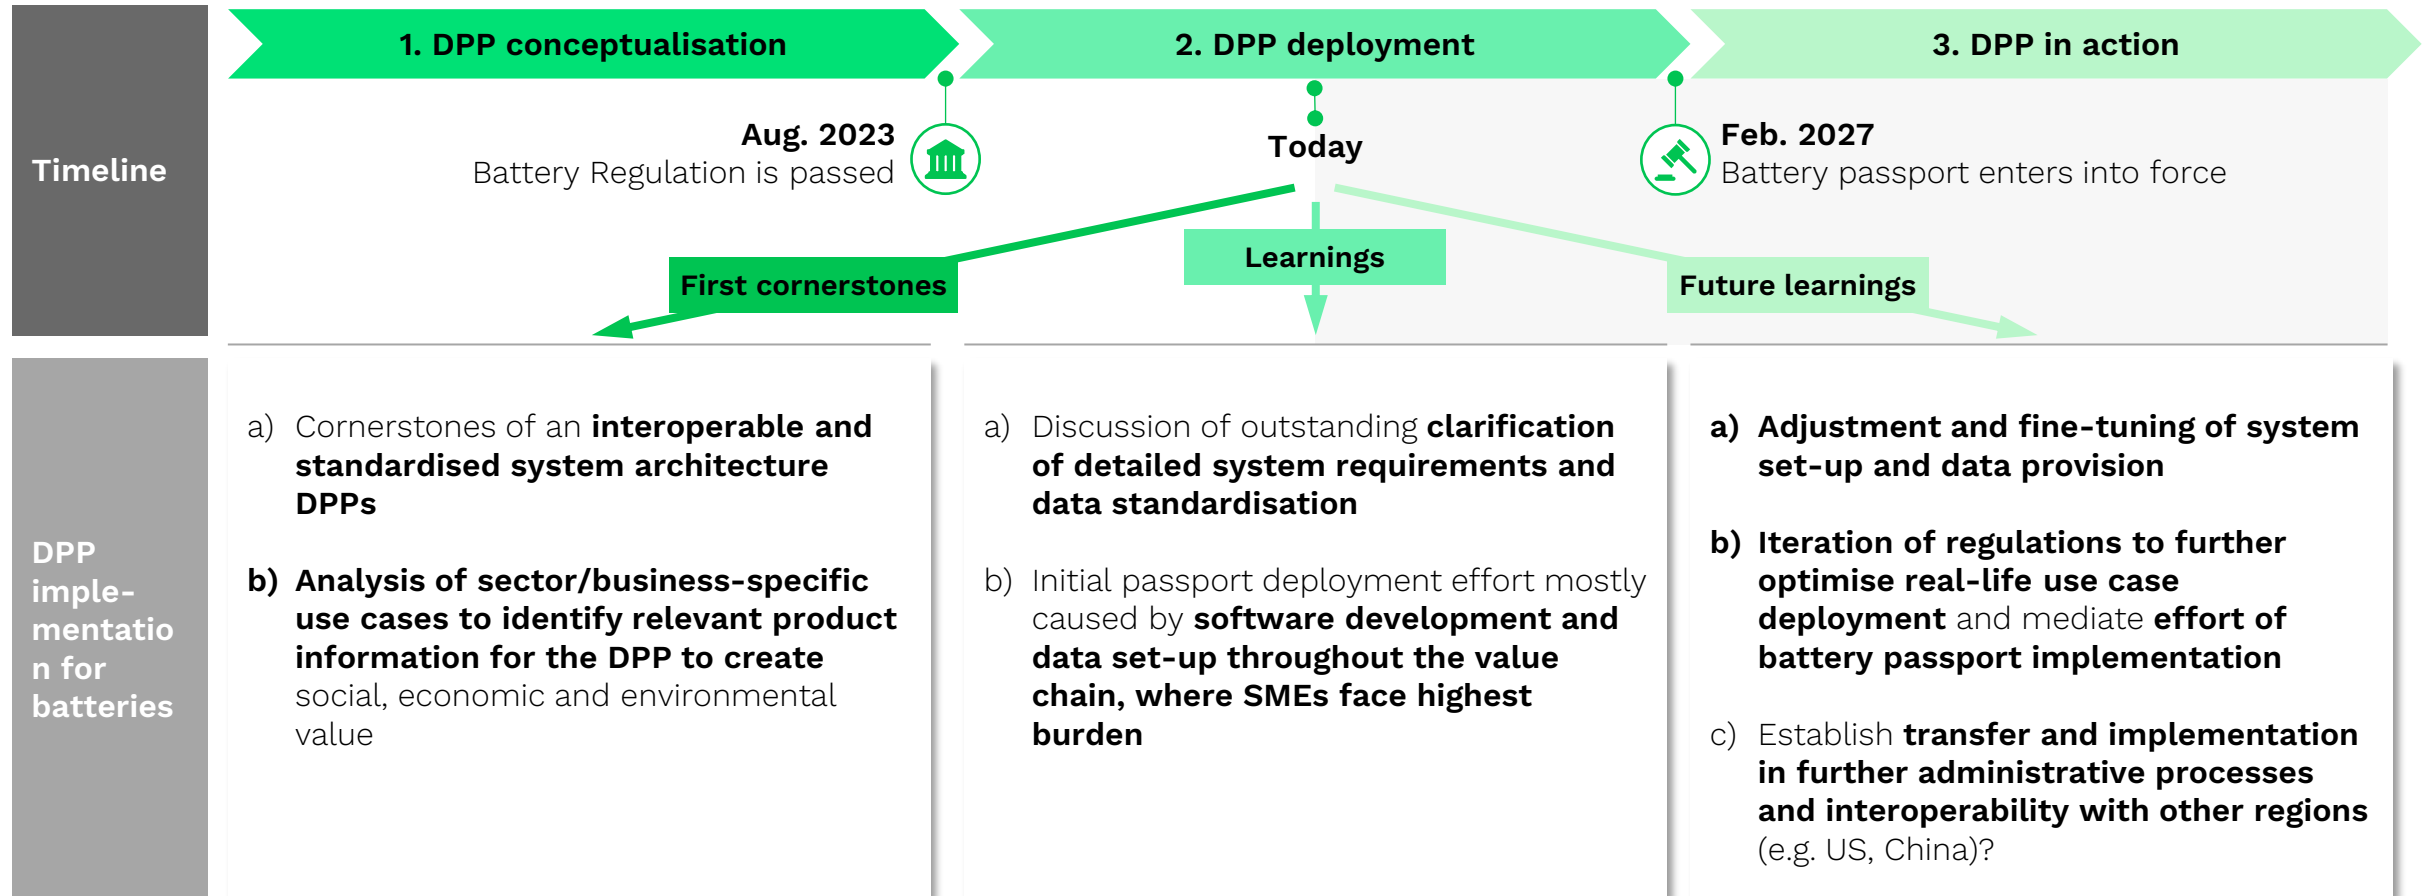 1. DPP conceptualisation
2. DPP deployment
3. DPP in action
Timeline
Aug. 2023
Battery Regulation is passed
Today
Feb. 2027
Battery passport enters into force
First cornerstones
Learnings
Future learnings
DPP
imple-
mentatio
n for
batteries
a) Cornerstones of an interoperable and
standardised system architecture
DPPs
b) Analysis of sector/business-specific
use cases to identify relevant product
information for the DPP to create
social, economic and environmental
value
a) Discussion of outstanding clarification
of detailed system requirements and
data standardisation
b) Initial passport deployment effort mostly
caused by software development and
data set-up throughout the value
chain, where SMEs face highest
burden
a) Adjustment and fine-tuning of system
set-up and data provision
b) Iteration of regulations to further
optimise real-life use case
deployment and mediate effort of
battery passport implementation
c) Establish transfer and implementation
in further administrative processes
and interoperability with other regions
(e.g. US, China)?